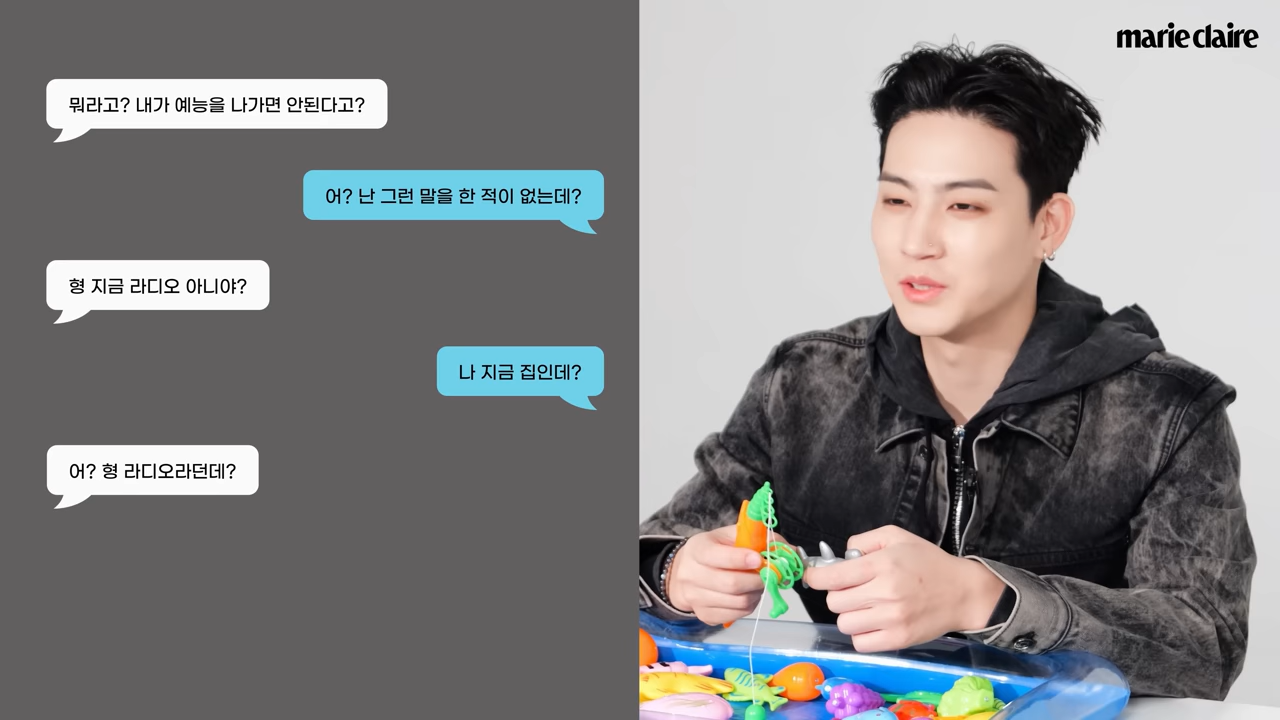 marie claire
뭐라고? 내가 예능을 나가면 안된다고?
어? 난 그런 말을 한 적이 없는데?
형 지금 라디오 아니야?
나 지금 집인데?
어? 형 라디오라던데?